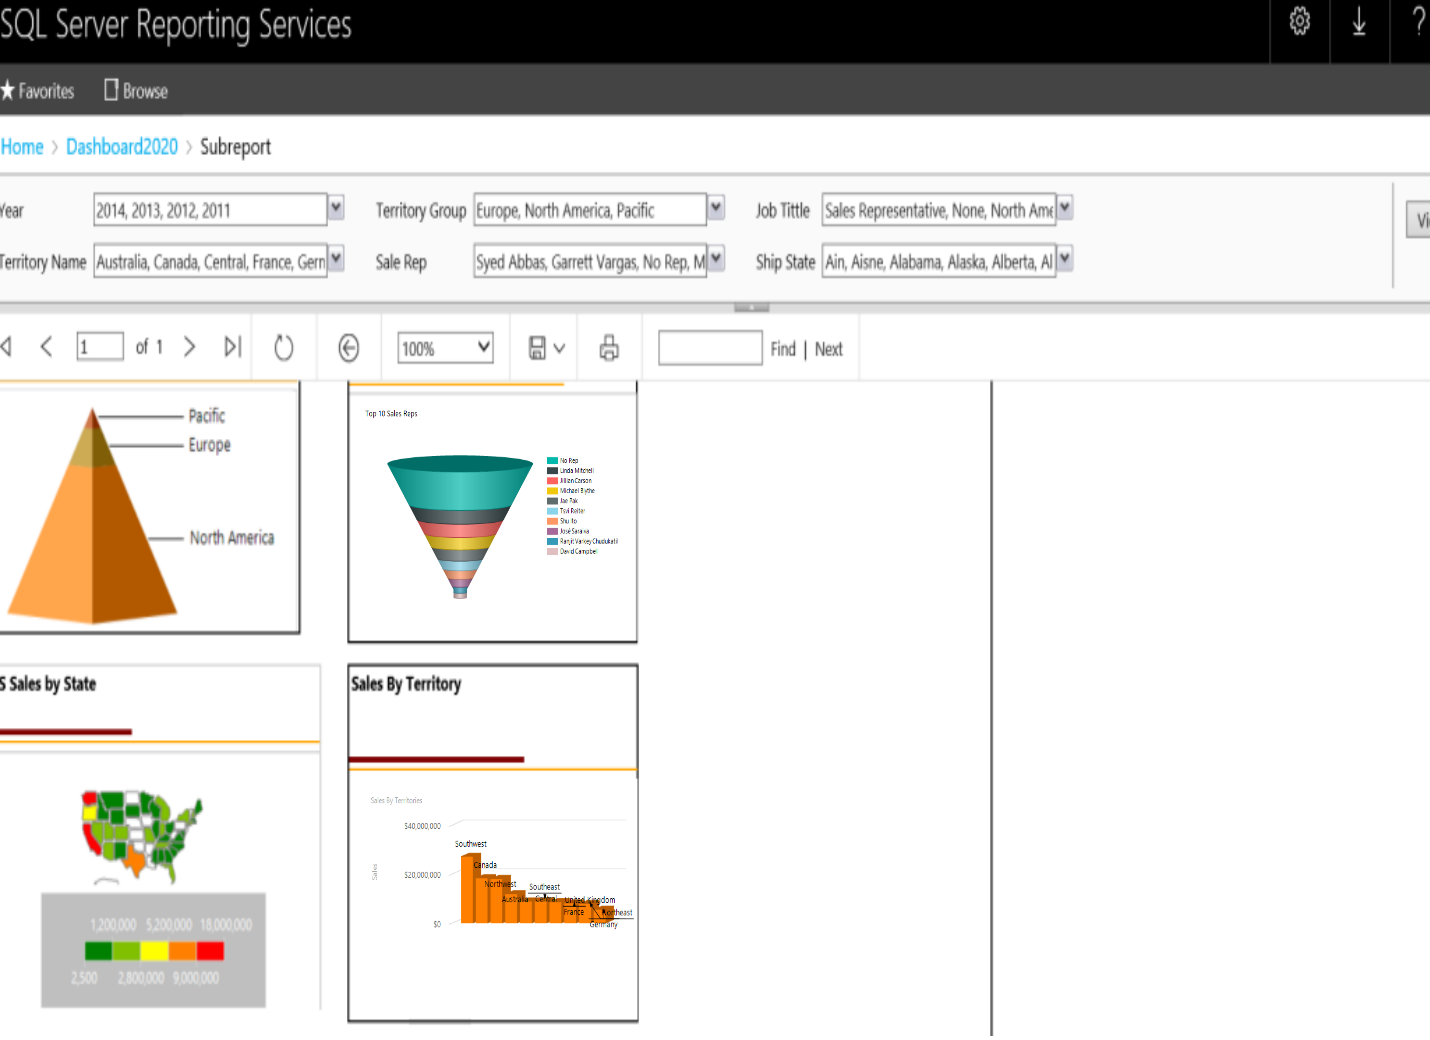 SQL Server Reporting Services
?
Favorites Browse
Home > Dashboard2020 > Subreport
Year 2014, 2013, 2012, 2011 Territory Group Europe, North America, Pacific Job Tittle Sales Representative, None, North Ame
Vi
Territory Name Australia, Canada, Central, France, Germ Sale Rep Syed Abbas, Garrett Vargas, No Rep, M Ship State Ain, Aisne, Alabama, Alaska, Alberta, Al
1 of 1 100% Find | Next
Pacific
Europe
North America
Top 10 Sales Reps
No Rep
Linda Mitchell
Jillian Carson
Michael Blythe
Jae Pak
Tsvi Reiter
Shu Ito
José Saraiva
Ranjit Varkey Chudukatil
David Campbell
S Sales by State
1,200,000 5,200,000 18,000,000
2,500 2,800,000 9,000,000
Sales By Territory
Sales By Territories
Sales
$40,000,000
$20,000,000
$0
Southwest
Canada
Northwest
Australia
Southeast
Central
United Kingdom
France
Northeast
Germany